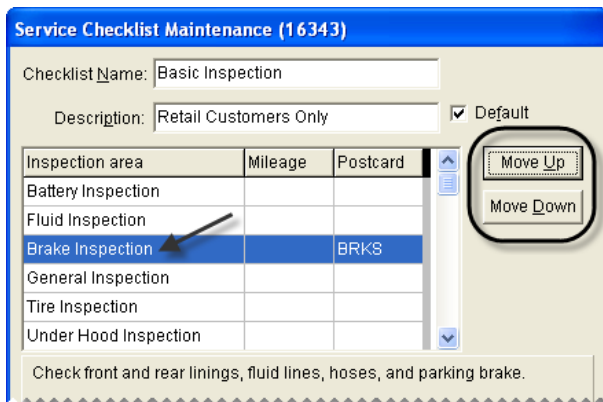 Service Checklist Maintenance (16343)
Checklist Name: Basic Inspection
Description: Retail Customers Only Default
Inspection area Mileage Postcard Move Up
Battery Inspection
Fluid Inspection Move Down
Brake Inspection BRKS
General Inspection
Tire Inspection
Under Hood Inspection
Check front and rear linings, fluid lines, hoses, and parking brake.